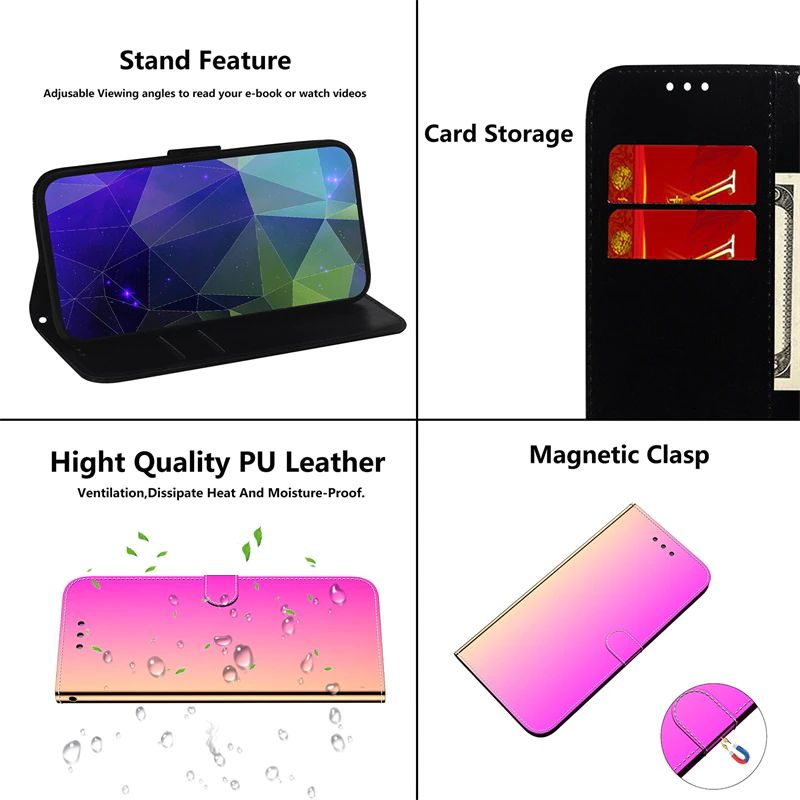 Stand Feature
Adjusable Viewing angles to read your e-book or watch videos
Card Storage
Hight Quality PU Leather
Ventilation,Dissipate Heat And Moisture-Proof.
Magnetic Clasp